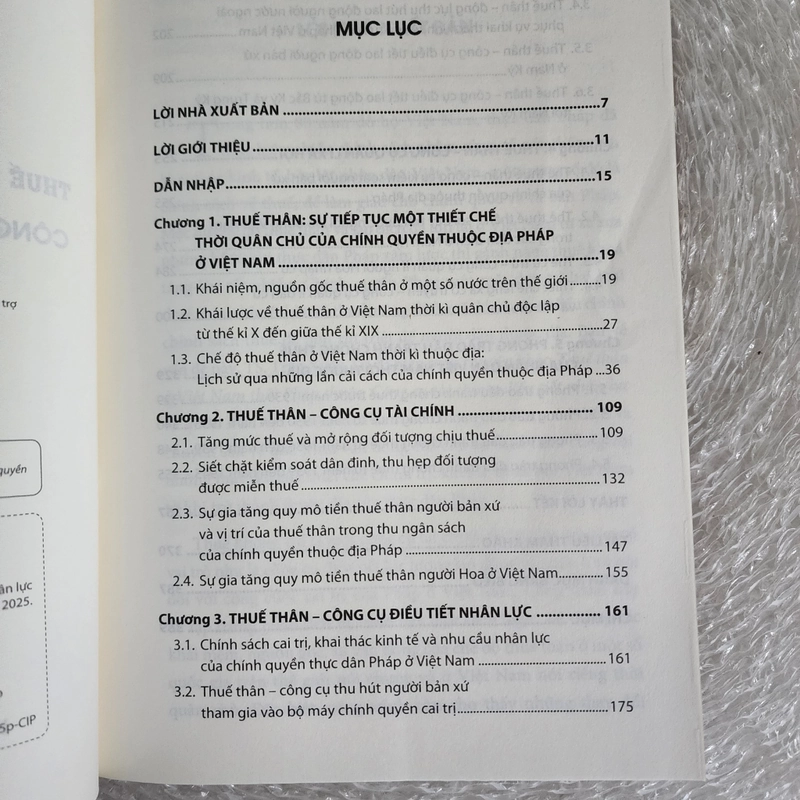 MỤC LỤC
LỜI NHÀ XUẤT BẢN ........ 7
LỜI GIỚI THIỆU ........ 11
DẪN NHẬP ........ 15
Chương 1. THUẾ THÂN: SỰ TIẾP TỤC MỘT THIẾT CHẾ
THỜI QUÂN CHỦ CỦA CHÍNH QUYỀN THUỘC ĐỊA PHÁP
Ở VIỆT NAM ........ 19
1.1. Khái niệm, nguồn gốc thuế thân ở một số nước trên thế giới ........ 19
1.2. Khái lược về thuế thân ở Việt Nam thời kì quân chủ độc lập
từ thế kỉ X đến giữa thế kỉ XIX ........ 27
1.3. Chế độ thuế thân ở Việt Nam thời kì thuộc địa:
Lịch sử qua những lần cải cách của chính quyền thuộc địa Pháp ... 36
Chương 2. THUẾ THÂN – CÔNG CỤ TÀI CHÍNH ........ 109
2.1. Tăng mức thuế và mở rộng đối tượng chịu thuế ........ 109
2.2. Siết chặt kiểm soát dân đinh, thu hẹp đối tượng
được miễn thuế ........ 132
2.3. Sự gia tăng quy mô tiền thuế thân người bản xứ
và vị trí của thuế thân trong thu ngân sách
của chính quyền thuộc địa Pháp ........ 147
2.4. Sự gia tăng quy mô tiền thuế thân người Hoa ở Việt Nam ........ 155
Chương 3. THUẾ THÂN – CÔNG CỤ ĐIỀU TIẾT NHÂN LỰC ........ 161
3.1. Chính sách cai trị, khai thác kinh tế và nhu cầu nhân lực
của chính quyền thực dân Pháp ở Việt Nam ........ 161
3.2. Thuế thân – công cụ thu hút người bản xứ
tham gia vào bộ máy chính quyền cai trị ........ 175
trợ
lực
2025.
5p-CIP